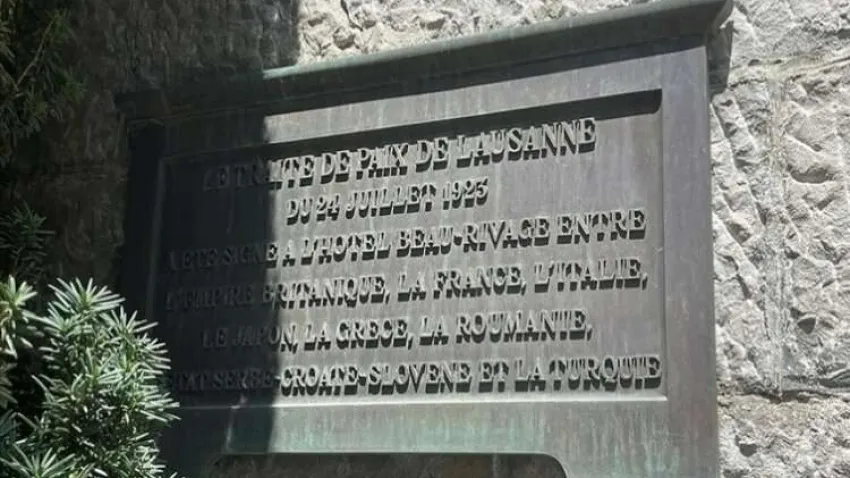 LE TRAITE DE PAIX DE LAUSANNE
DU 24 JUILLET 1923
A ETE SIGNE A L'HOTEL BEAU-RIVAGE ENTRE
L'EMPIRE BRITANIQUE, LA FRANCE, L'ITALIE,
LE JAPON, LA GRECE, LA ROUMANIE,
ETAT SERBE-CROATE-SLOVENE ET LA TURQUIE